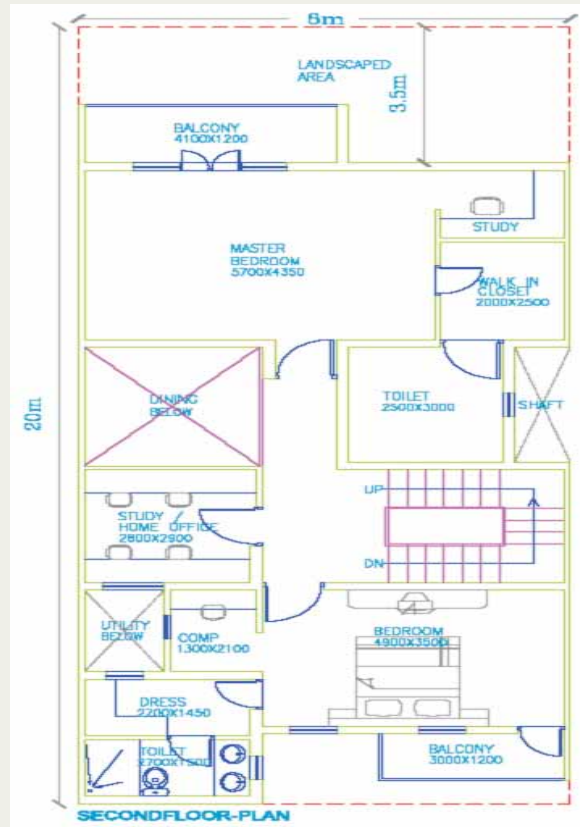 8m
LANDSCAPED
AREA
3.5m
BALCONY
4100X1200
STUDY
MASTER
BEDROOM
5700X4350
WALK IN
CLOSET
2000X2500
20m
DINING
BELOW
TOILET
2500X3000
SHAFT
UP
STUDY /
HOME OFFICE
2800X2900
DN
UTILITY
BELOW
COMP
1300X2100
BEDROOM
4900X3500
DRESS
2200X1450
TOILET
2700X1500
BALCONY
3000X1200
SECONDFLOOR-PLAN